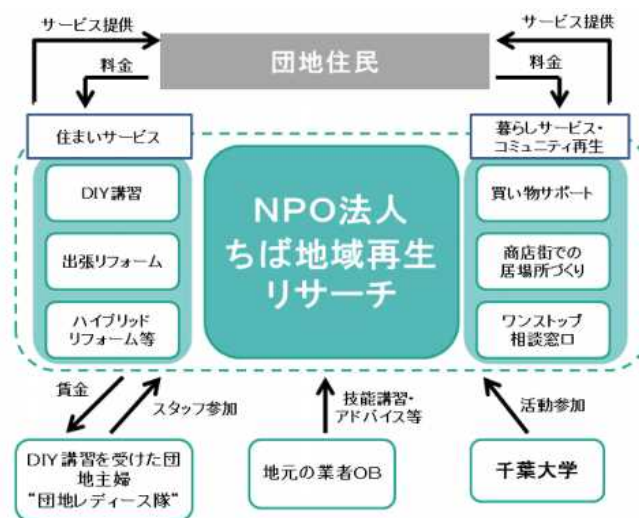 サービス提供
サービス提供
団地住民
料金
料金
住まいサービス
暮らしサービス・
コミュニティ再生
DIY講習
出張リフォーム
ハイブリッド
リフォーム等
NPO法人
ちば地域再生
リサーチ
買い物サポート
商店街での
居場所づくり
ワンストップ
相談窓口
賃金
スタッフ参加
技能講習・
アドバイス等
活動参加
DIY講習を受けた団
地主婦
“団地レディース隊”
地元の業者OB
千葉大学